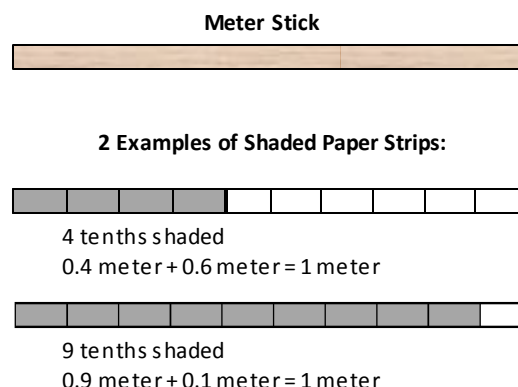 Meter Stick
2 Examples of Shaded Paper Strips:
4 tenths shaded
0.4 meter + 0.6 meter = 1 meter
9 tenths shaded
0.9 meter + 0.1 meter = 1 meter